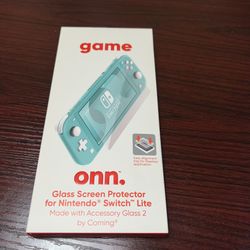 game
onn.
Glass Screen Protector
for Nintendo® Switch™ Lite
Made with Accessory Glass 2
by Corning®